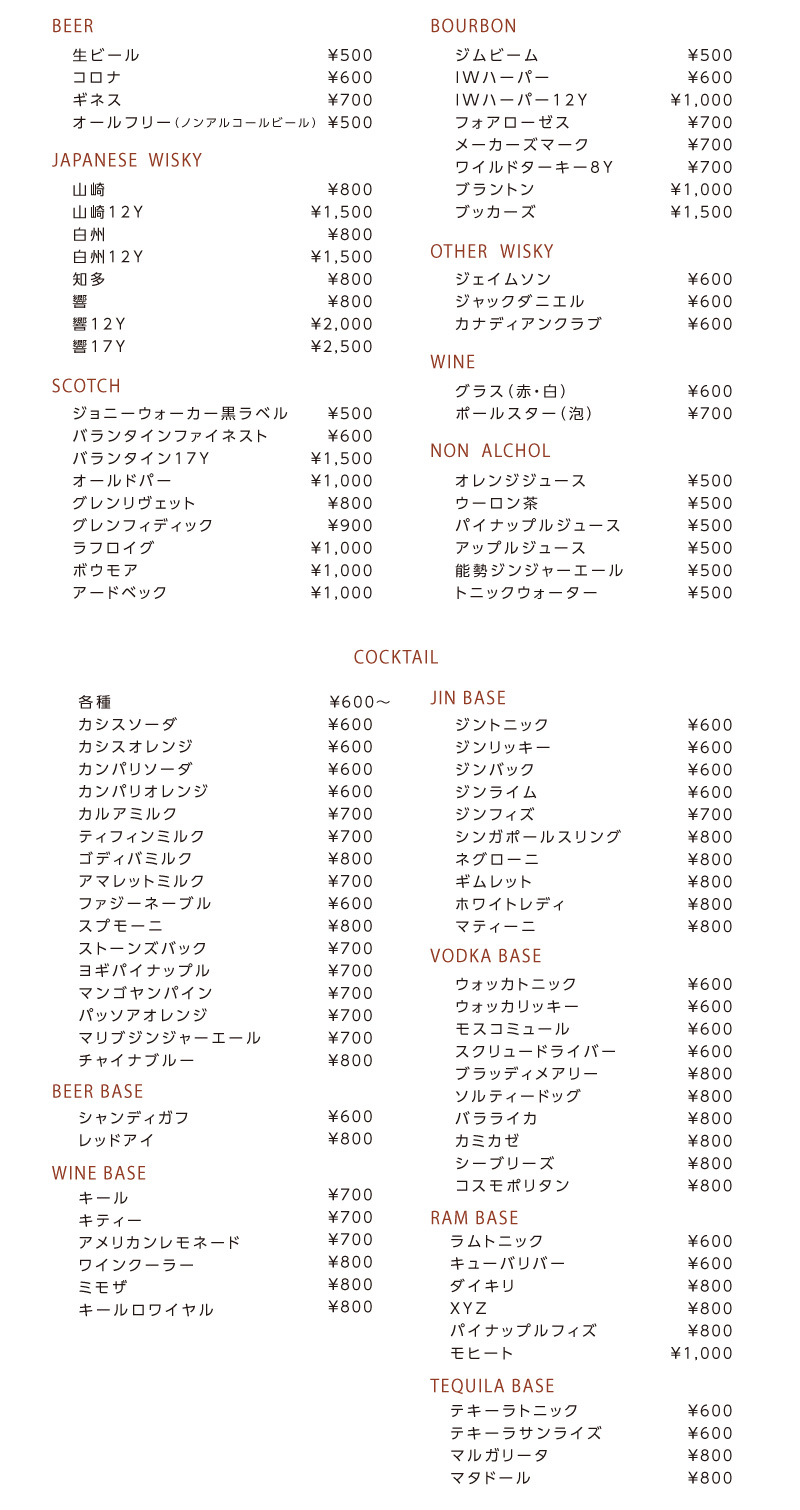 BEER
生ビール ¥500
コロナ ¥600
ギネス ¥700
オールフリー(ノンアルコールビール) ¥500
JAPANESE WISKY
山崎 ¥800
山崎12Y ¥1,500
白州 ¥800
白州12Y ¥1,500
知多 ¥800
響 ¥800
響12Y ¥2,000
響17Y ¥2,500
SCOTCH
ジョニーウォーカー黒ラベル ¥500
バランタインファイネスト ¥600
バランタイン17Y ¥1,500
オールドパー ¥1,000
グレンリヴェット ¥800
グレンフィディック ¥900
ラフロイグ ¥1,000
ボウモア ¥1,000
アードベック ¥1,000
BOURBON
ジムビーム ¥500
IWハーパー ¥600
IWハーパー12Y ¥1,000
フォアローゼス ¥700
メーカーズマーク ¥700
ワイルドターキー8Y ¥700
ブラントン ¥1,000
ブッカーズ ¥1,500
OTHER WISKY
ジェイムソン ¥600
ジャックダニエル ¥600
カナディアンクラブ ¥600
WINE
グラス(赤・白) ¥600
ポールスター(泡) ¥700
NON ALCHOL
オレンジジュース ¥500
ウーロン茶 ¥500
パイナップルジュース ¥500
アップルジュース ¥500
能勢ジンジャーエール ¥500
トニックウォーター ¥500
COCKTAIL
各種 ¥600〜
カシスソーダ ¥600
カシスオレンジ ¥600
カンパリソーダ ¥600
カンパリオレンジ ¥600
カルアミルク ¥700
ティフィンミルク ¥700
ゴディバミルク ¥800
アマレットミルク ¥700
ファジーネーブル ¥600
スプモーニ ¥800
ストーンズバック ¥700
ヨギパイナップル ¥700
マンゴヤンパイン ¥700
パッソアオレンジ ¥700
マリブジンジャーエール ¥700
チャイナブルー ¥800
BEER BASE
シャンディガフ ¥600
レッドアイ ¥800
WINE BASE
キール ¥700
キティー ¥700
アメリカンレモネード ¥700
ワインクーラー ¥800
ミモザ ¥800
キールロワイヤル ¥800
JIN BASE
ジントニック ¥600
ジンリッキー ¥600
ジンバック ¥600
ジンライム ¥600
ジンフィズ ¥700
シンガポールスリング ¥800
ネグローニ ¥800
ギムレット ¥800
ホワイトレディ ¥800
マティーニ ¥800
VODKA BASE
ウォッカトニック ¥600
ウォッカリッキー ¥600
モスコミュール ¥600
スクリュードライバー ¥600
ブラッディメアリー ¥800
ソルティードッグ ¥800
バラライカ ¥800
カミカゼ ¥800
シーブリーズ ¥800
コスモポリタン ¥800
RAM BASE
ラムトニック ¥600
キューバリバー ¥600
ダイキリ ¥800
XYZ ¥800
パイナップルフィズ ¥800
モヒート ¥1,000
TEQUILA BASE
テキーラトニック ¥600
テキーラサンライズ ¥600
マルガリータ ¥800
マタドール ¥800